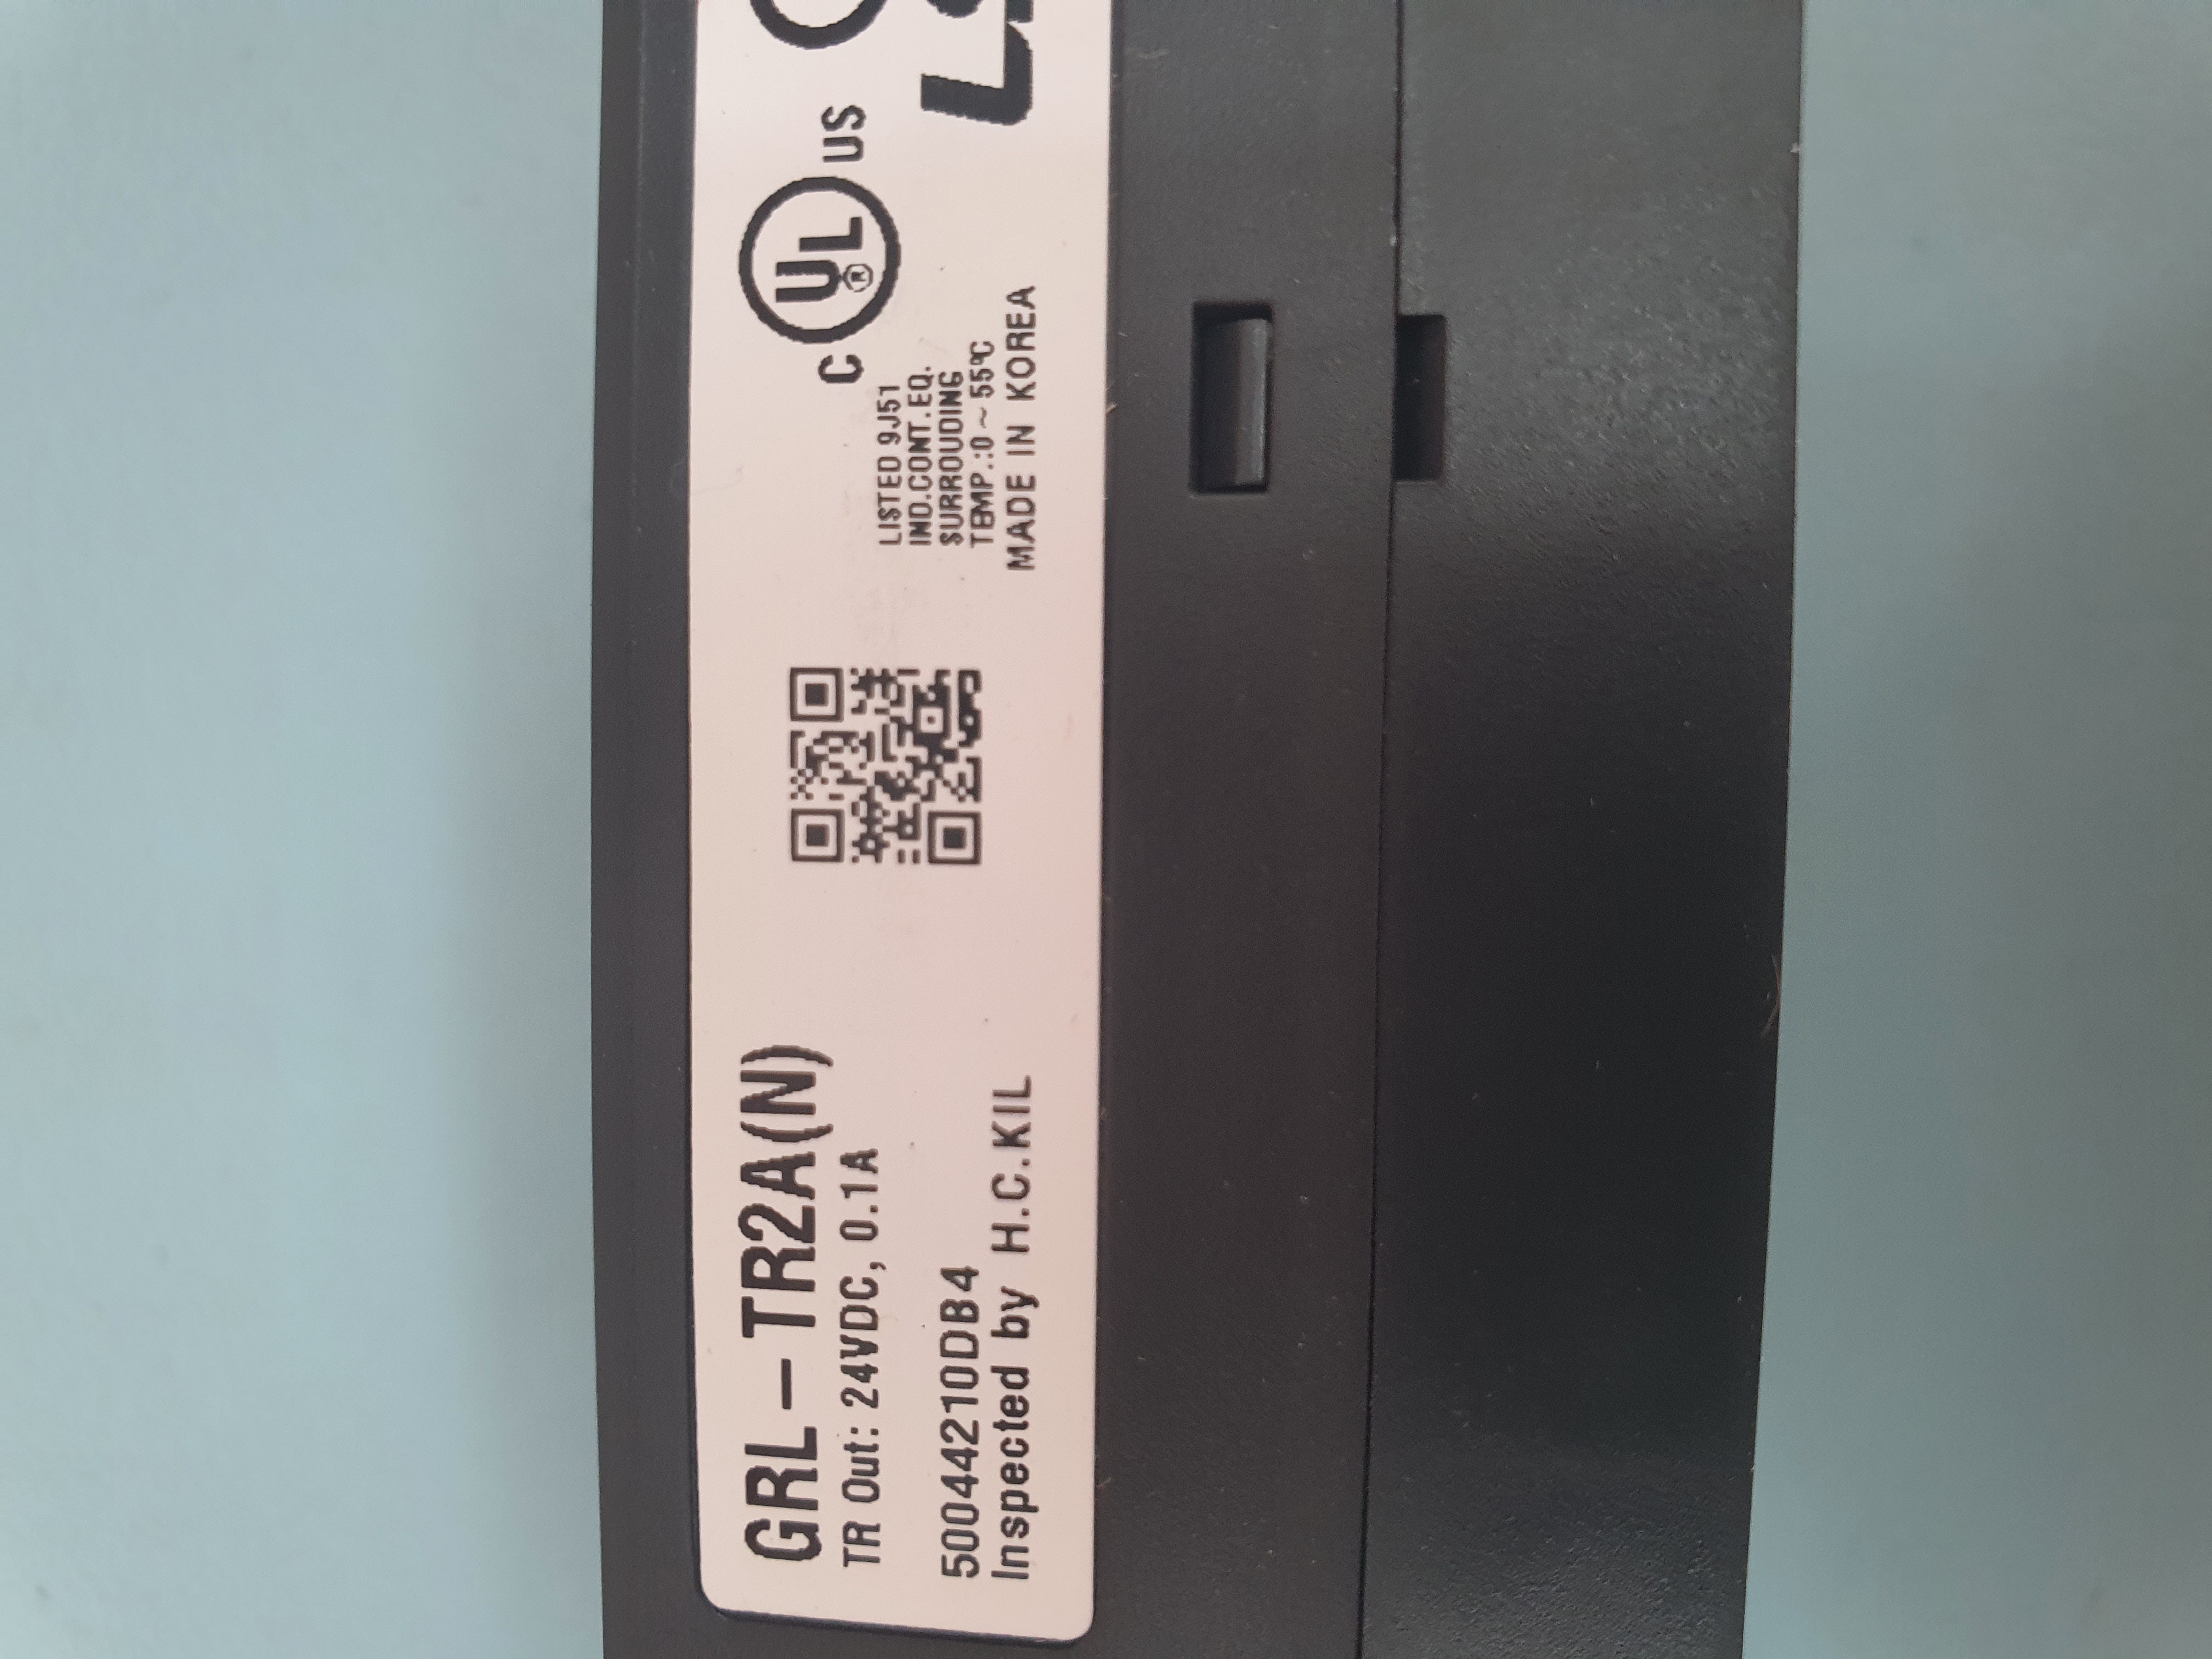 GRL-TR2A(N)
TR Out: 24VDC, 0.1A
50044210DB4
Inspected by H.C.KIL
C UL US
®
LISTED 9J51
IND.CONT.EQ.
SURROUDING
TEMP.:0~55℃
MADE IN KOREA